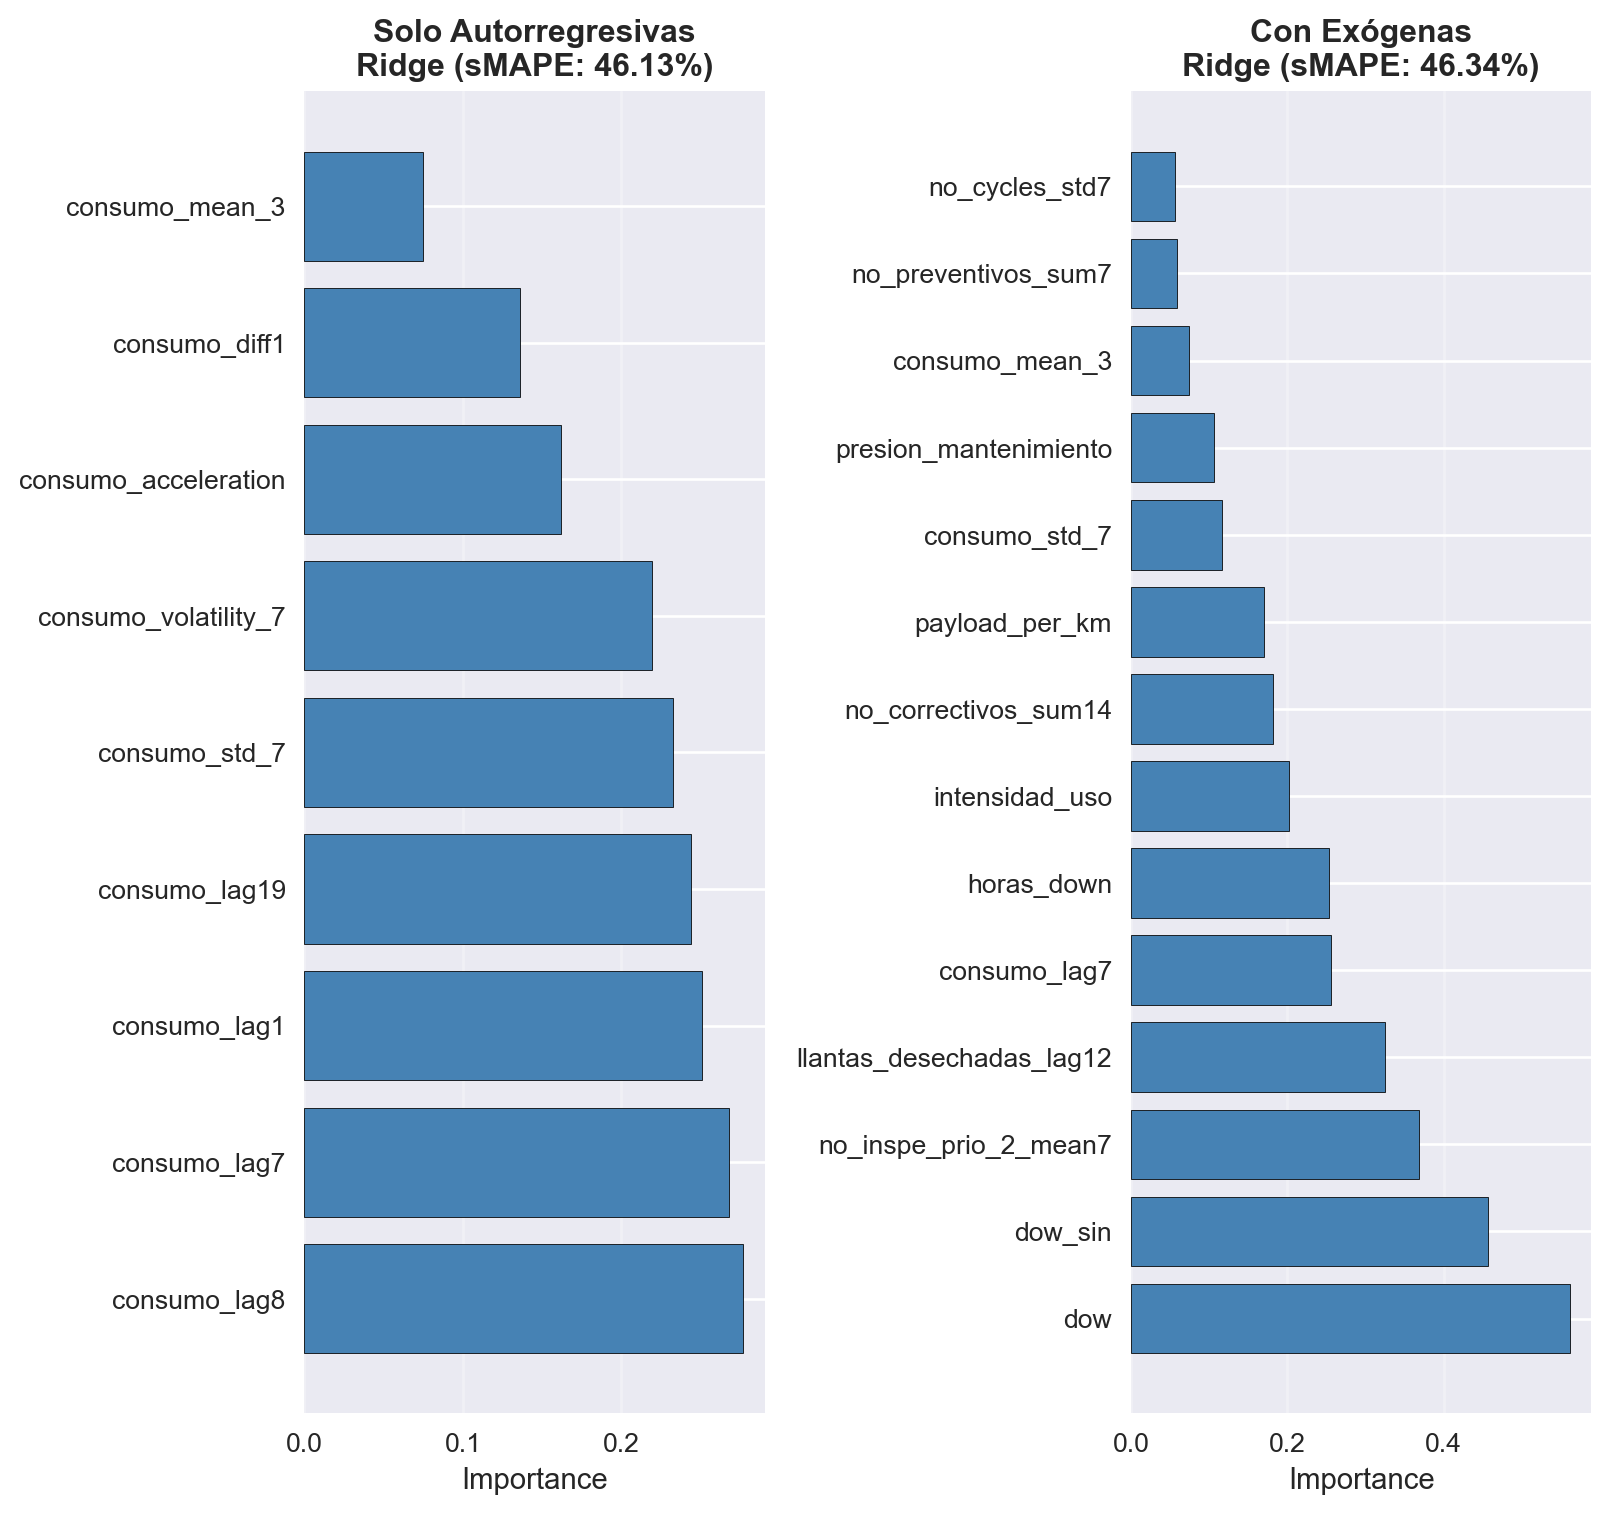 Solo Autorregresivas
Ridge (sMAPE: 46.13%)
consumo_mean_3
consumo_diff1
consumo_acceleration
consumo_volatility_7
consumo_std_7
consumo_lag19
consumo_lag1
consumo_lag7
consumo_lag8
0.0 0.1 0.2
Importance
Con Exógenas
Ridge (sMAPE: 46.34%)
no_cycles_std7
no_preventivos_sum7
consumo_mean_3
presion_mantenimiento
consumo_std_7
payload_per_km
no_correctivos_sum14
intensidad_uso
horas_down
consumo_lag7
llantas_desechadas_lag12
no_inspe_prio_2_mean7
dow_sin
dow
0.0 0.2 0.4
Importance